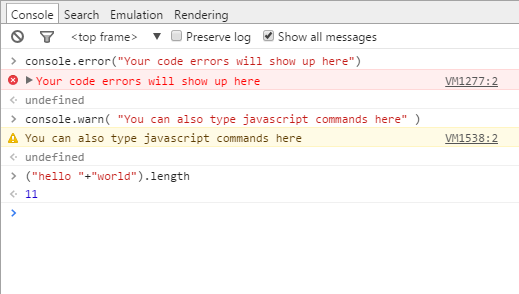 Console Search Emulation Rendering
<top frame> Preserve log Show all messages
console.error("Your code errors will show up here")
Your code errors will show up here VM1277:2
undefined
console.warn( "You can also type javascript commands here" )
You can also type javascript commands here VM1538:2
undefined
("hello "+"world").length
11